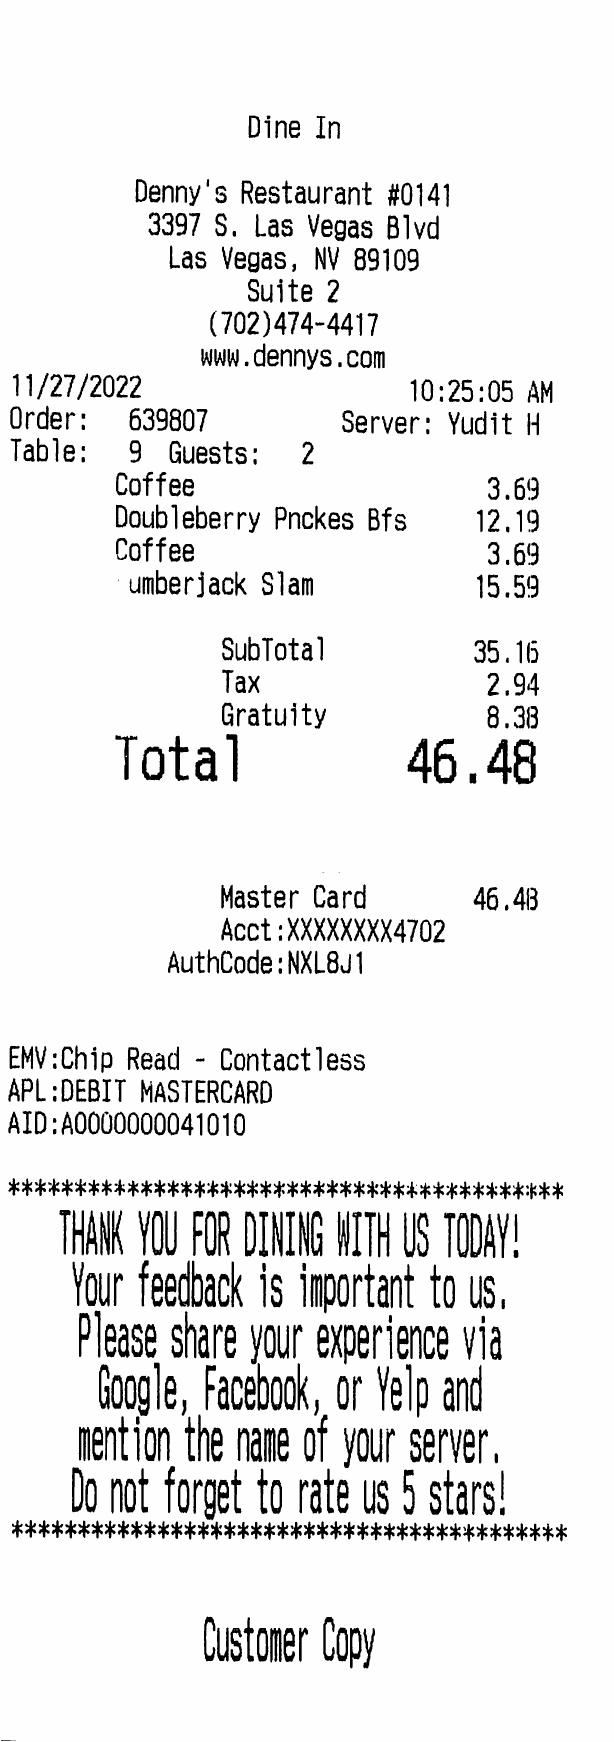 Dine In
Denny's Restaurant #0141
3397 S. Las Vegas Blvd
Las Vegas, NV 89109
Suite 2
(702)474-4417
www.dennys.com
11/27/2022 10:25:05 AM
Order: 639807 Server: Yudit H
Table: 9 Guests: 2
Coffee 3.69
Doubleberry Pnckes Bfs 12.19
Coffee 3.69
umberjack Slam 15.59
SubTotal 35.16
Tax 2.94
Gratuity 8.38
Total 46.48
Master Card 46.48
Acct:XXXXXXXX4702
AuthCode:NXL8J1
EMV:Chip Read - Contactless
APL:DEBIT MASTERCARD
AID:A0000000041010
******************************************
THANK YOU FOR DINING WITH US TODAY!
Your feedback is important to us.
Please share your experience via
Google, Facebook, or Yelp and
mention the name of your server.
Do not forget to rate us 5 stars!
******************************************
Customer Copy